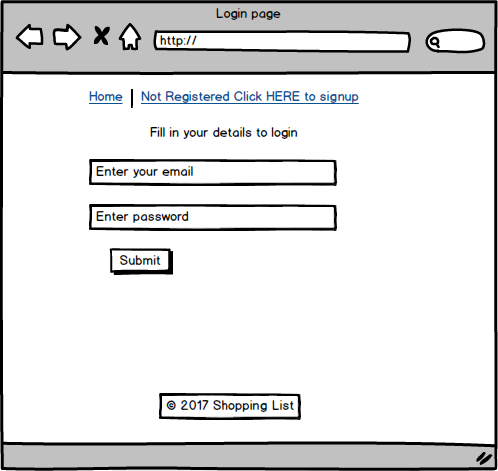 Login page
http://
Home | Not Registered Click HERE to signup
Fill in your details to login
Enter your email
Enter password
Submit
© 2017 Shopping List